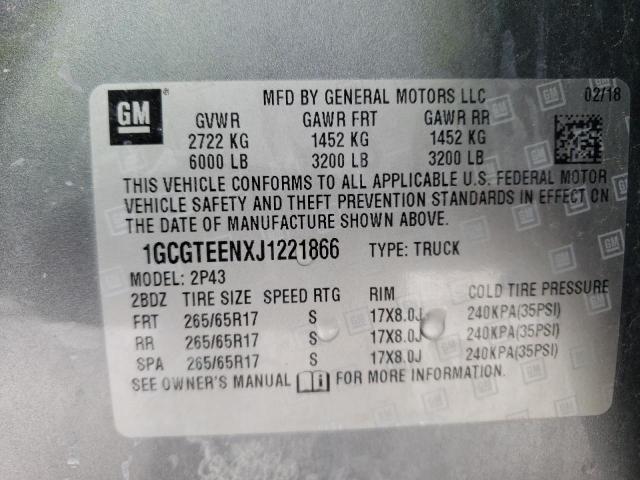 GM
MFD BY GENERAL MOTORS LLC 02/18
GVWR GAWR FRT GAWR RR
2722 KG 1452 KG 1452 KG
6000 LB 3200 LB 3200 LB
THIS VEHICLE CONFORMS TO ALL APPLICABLE U.S. FEDERAL MOTOR
VEHICLE SAFETY AND THEFT PREVENTION STANDARDS IN EFFECT ON
THE DATE OF MANUFACTURE SHOWN ABOVE.
1GCGTEENXJ1221866 TYPE: TRUCK
MODEL: 2P43
2BDZ TIRE SIZE SPEED RTG RIM COLD TIRE PRESSURE
FRT 265/65R17 S 17X8.0J 240KPA(35PSI)
RR 265/65R17 S 17X8.0J 240KPA(35PSI)
SPA 265/65R17 S 17X8.0J 240KPA(35PSI)
SEE OWNER'S MANUAL FOR MORE INFORMATION.